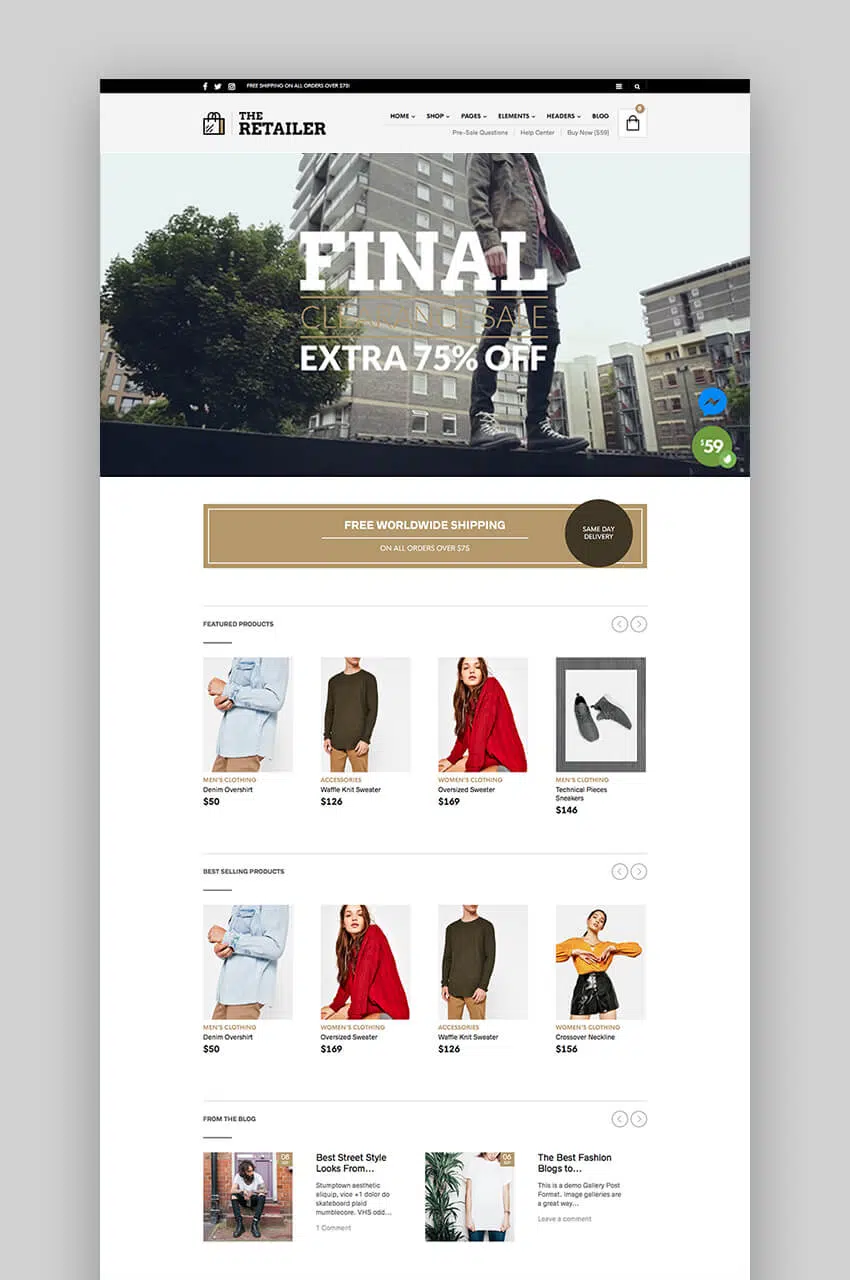 FREE SHIPPING ON ALL ORDERS OVER $75!
THE
RETAILER
HOME SHOP PAGES ELEMENTS HEADERS BLOG
Pre-Sale Questions Help Center Buy Now ($59)
FINAL
CLEARANCE SALE
EXTRA 75% OFF
$59
FREE WORLDWIDE SHIPPING
ON ALL ORDERS OVER $75
SAME DAY
DELIVERY
FEATURED PRODUCTS
MEN'S CLOTHING
Denim Overshirt
$50
ACCESSORIES
Waffle Knit Sweater
$126
WOMEN'S CLOTHING
Oversized Sweater
$169
MEN'S CLOTHING
Technical Pieces
Sneakers
$146
BEST SELLING PRODUCTS
MEN'S CLOTHING
Denim Overshirt
$50
WOMEN'S CLOTHING
Oversized Sweater
$169
ACCESSORIES
Waffle Knit Sweater
$126
WOMEN'S CLOTHING
Crossover Neckline
$156
FROM THE BLOG
Best Street Style
Looks From...
Stumptown aesthetic
eliquip, vice +1 dolor do
skateboard plaid
mumblecore. VHS odd...
1 Comment
06
The Best Fashion
Blogs to...
This is a demo Gallery Post
Format. Image galleries are
a great way...
Leave a comment